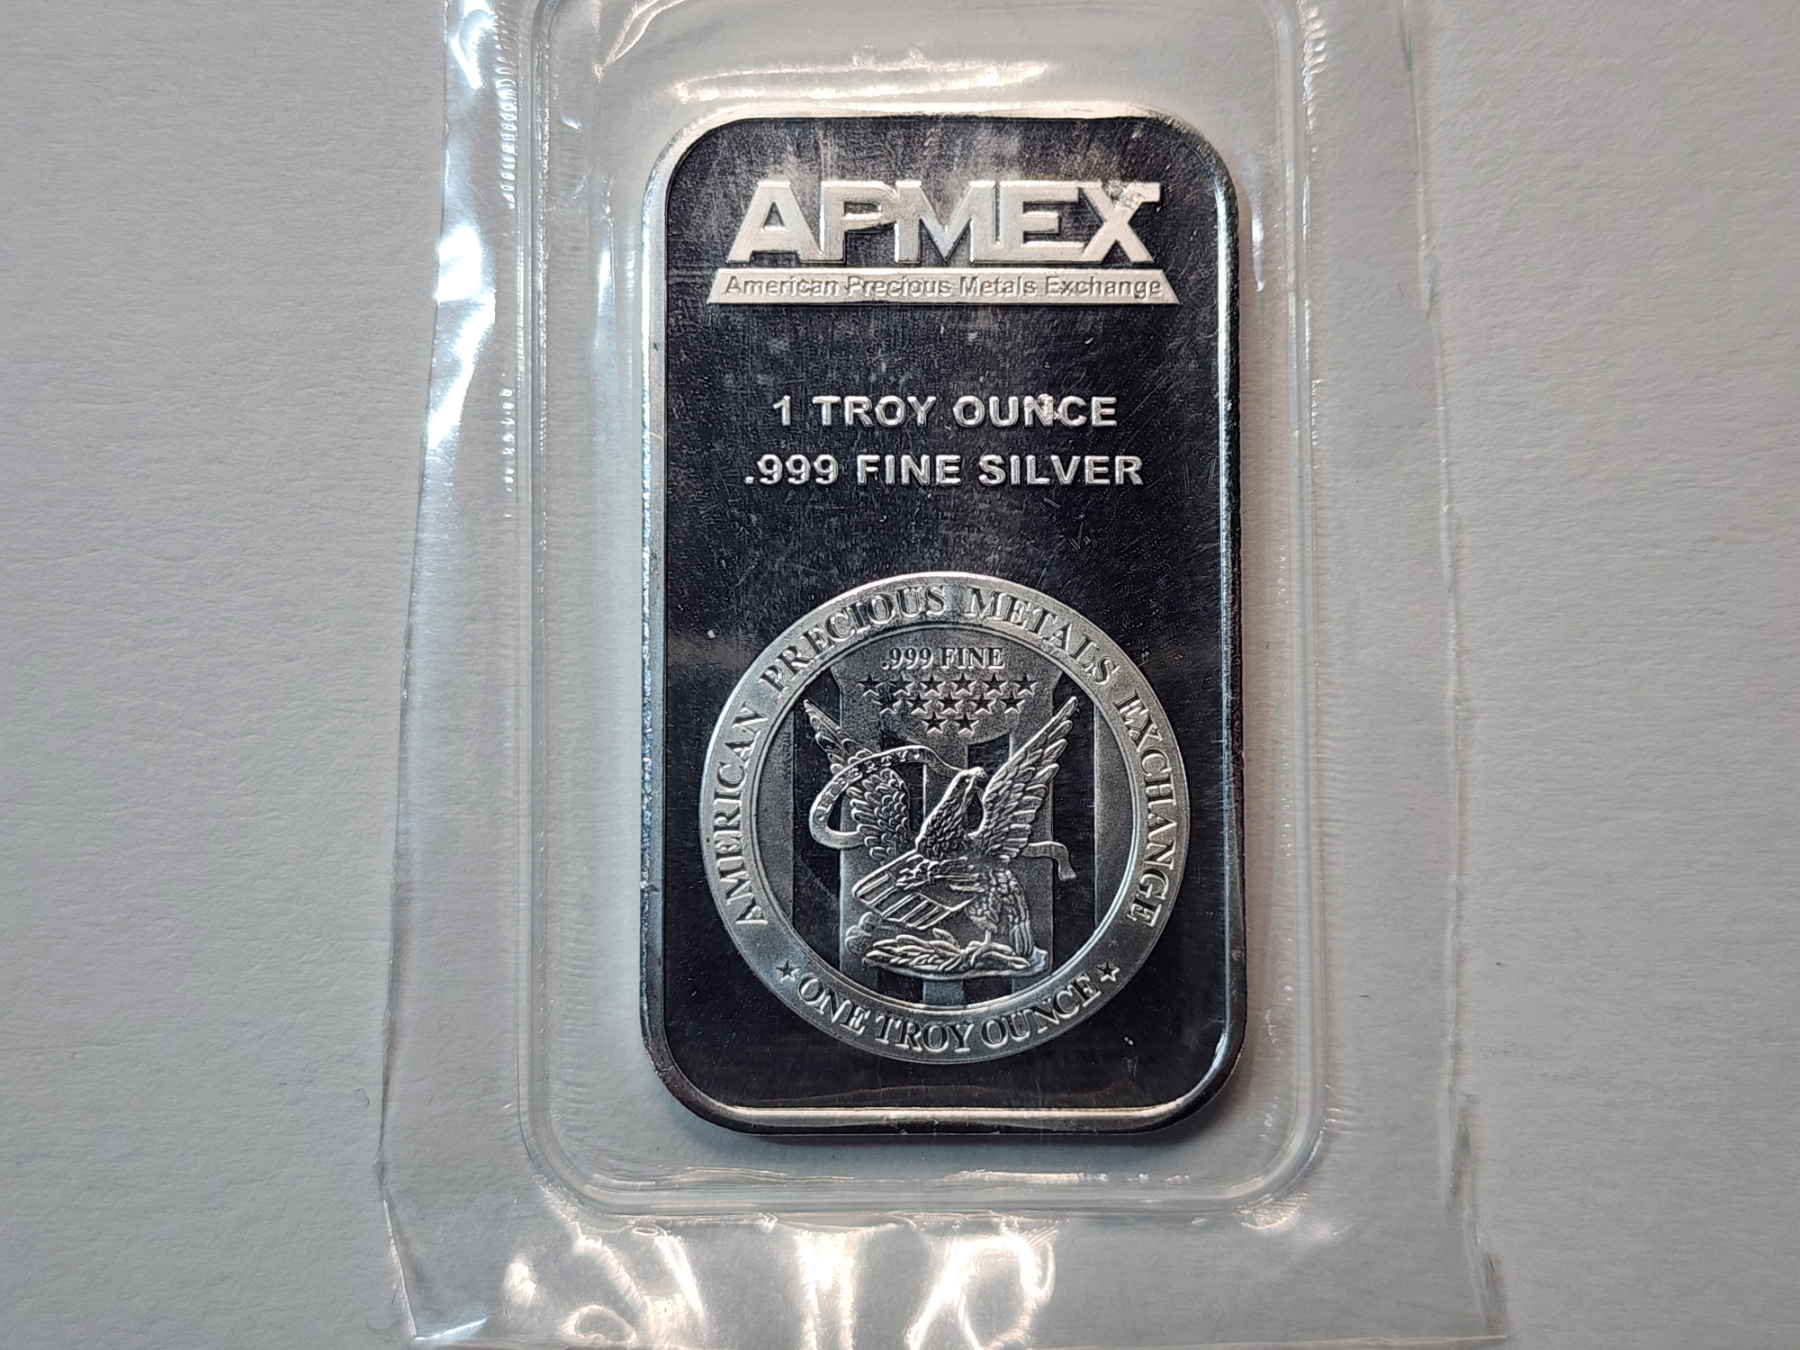 APMEX
American Precious Metals Exchange
1 TROY OUNCE
.999 FINE SILVER
AMERICAN PRECIOUS METALS EXCHANGE
.999 FINE
LIBERTY
★ ONE TROY OUNCE ★